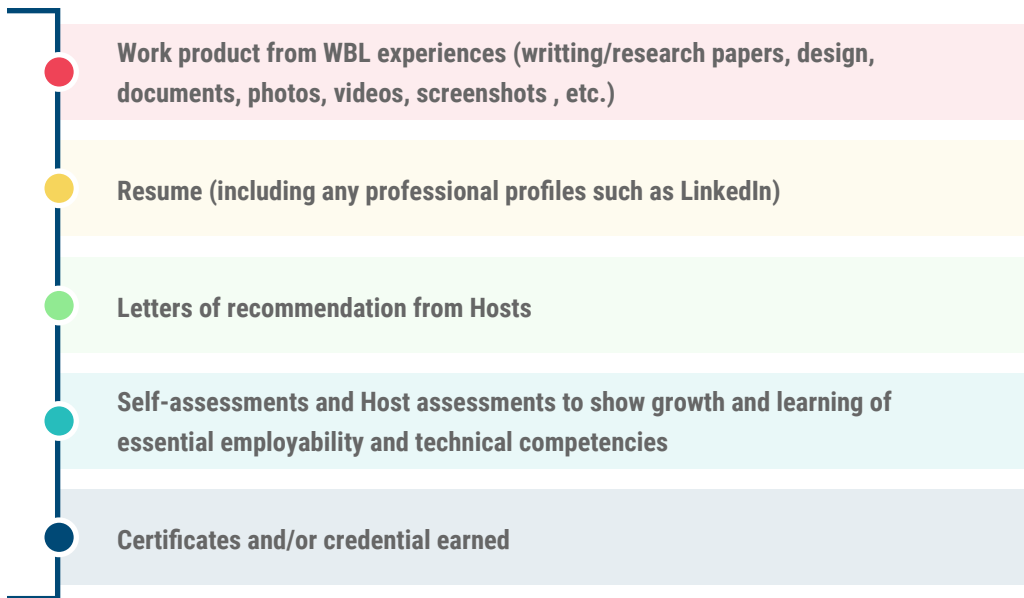 Work product from WBL experiences (writting/research papers, design,
documents, photos, videos, screenshots , etc.)
Resume (including any professional profiles such as LinkedIn)
Letters of recommendation from Hosts
Self-assessments and Host assessments to show growth and learning of
essential employability and technical competencies
Certificates and/or credential earned